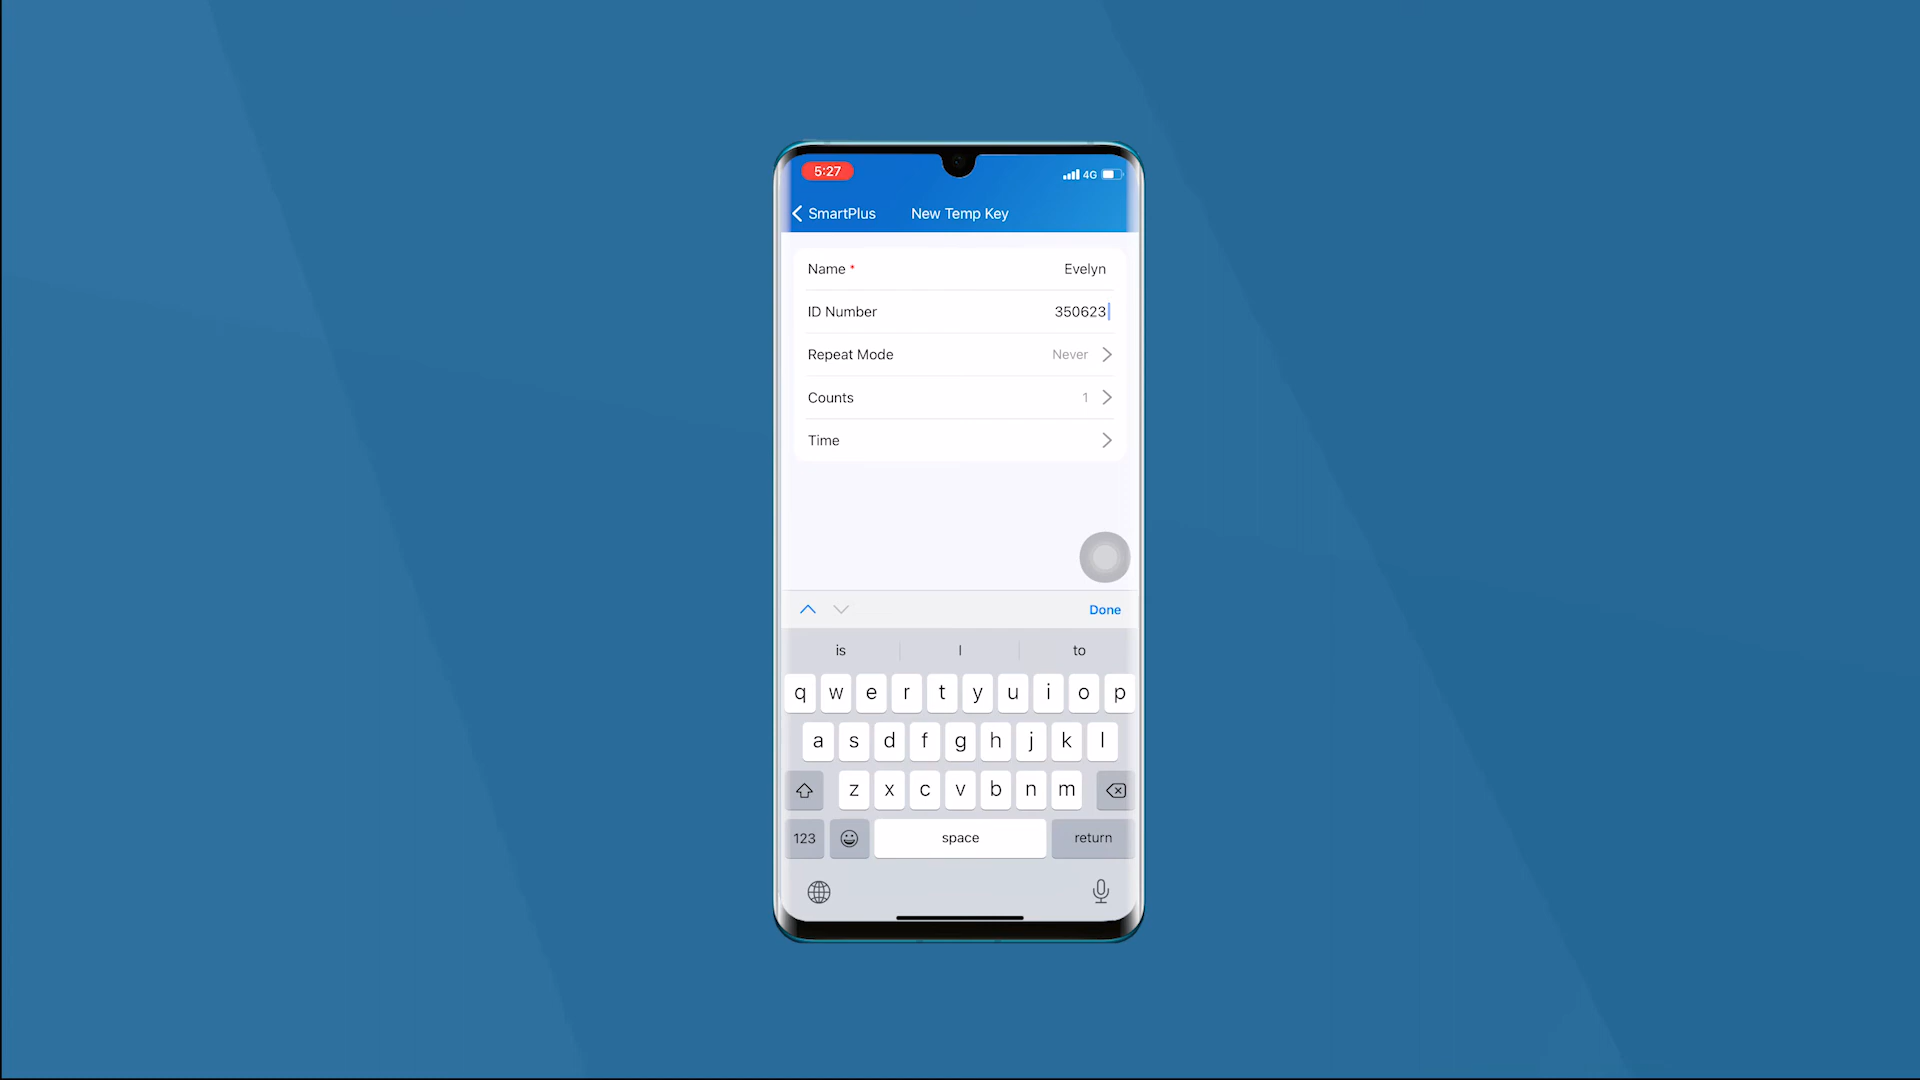 5:27
4G
SmartPlus New Temp Key
Name * Evelyn
ID Number 350623
Repeat Mode Never
Counts 1
Time
Done
is I to
q w e r t y u i o p
a s d f g h j k l
z x c v b n m
123 space return